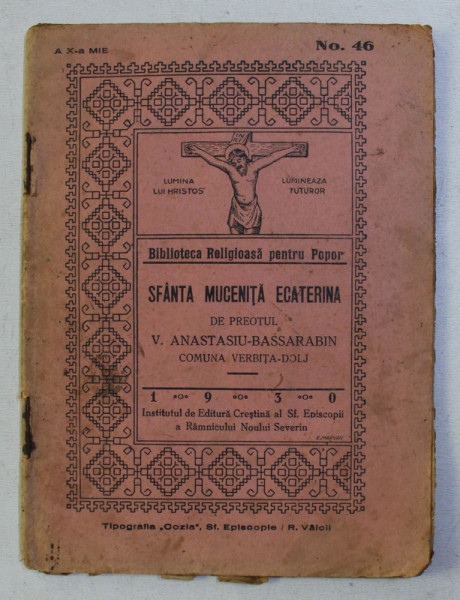 A X-a MIE
No. 46
LUMINA LUMINEAZA
LUI HRISTOS TUTUROR
Biblioteca Religioasă pentru Popor
SFÂNTA MUCENIȚĂ ECATERINA
DE PREOTUL
V. ANASTASIU-BASSARABIN
COMUNA VERBIȚA-DOLJ
1 9 3 0
Institutul de Editură Creștină al Sf. Episcopii
a Râmnicului Noului Severin
Tipografia „Cozia“, Sf. Episcopie / R. Vâlcii